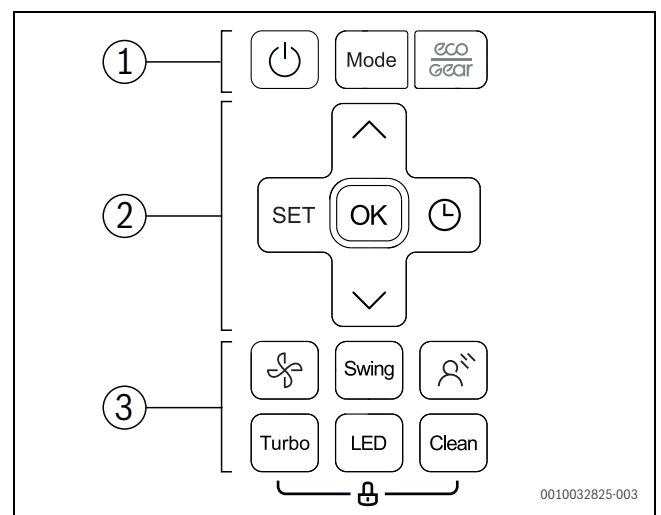 1
Mode
eco
Gear
2
SET OK
3
Swing
Turbo LED Clean
0010032825-003